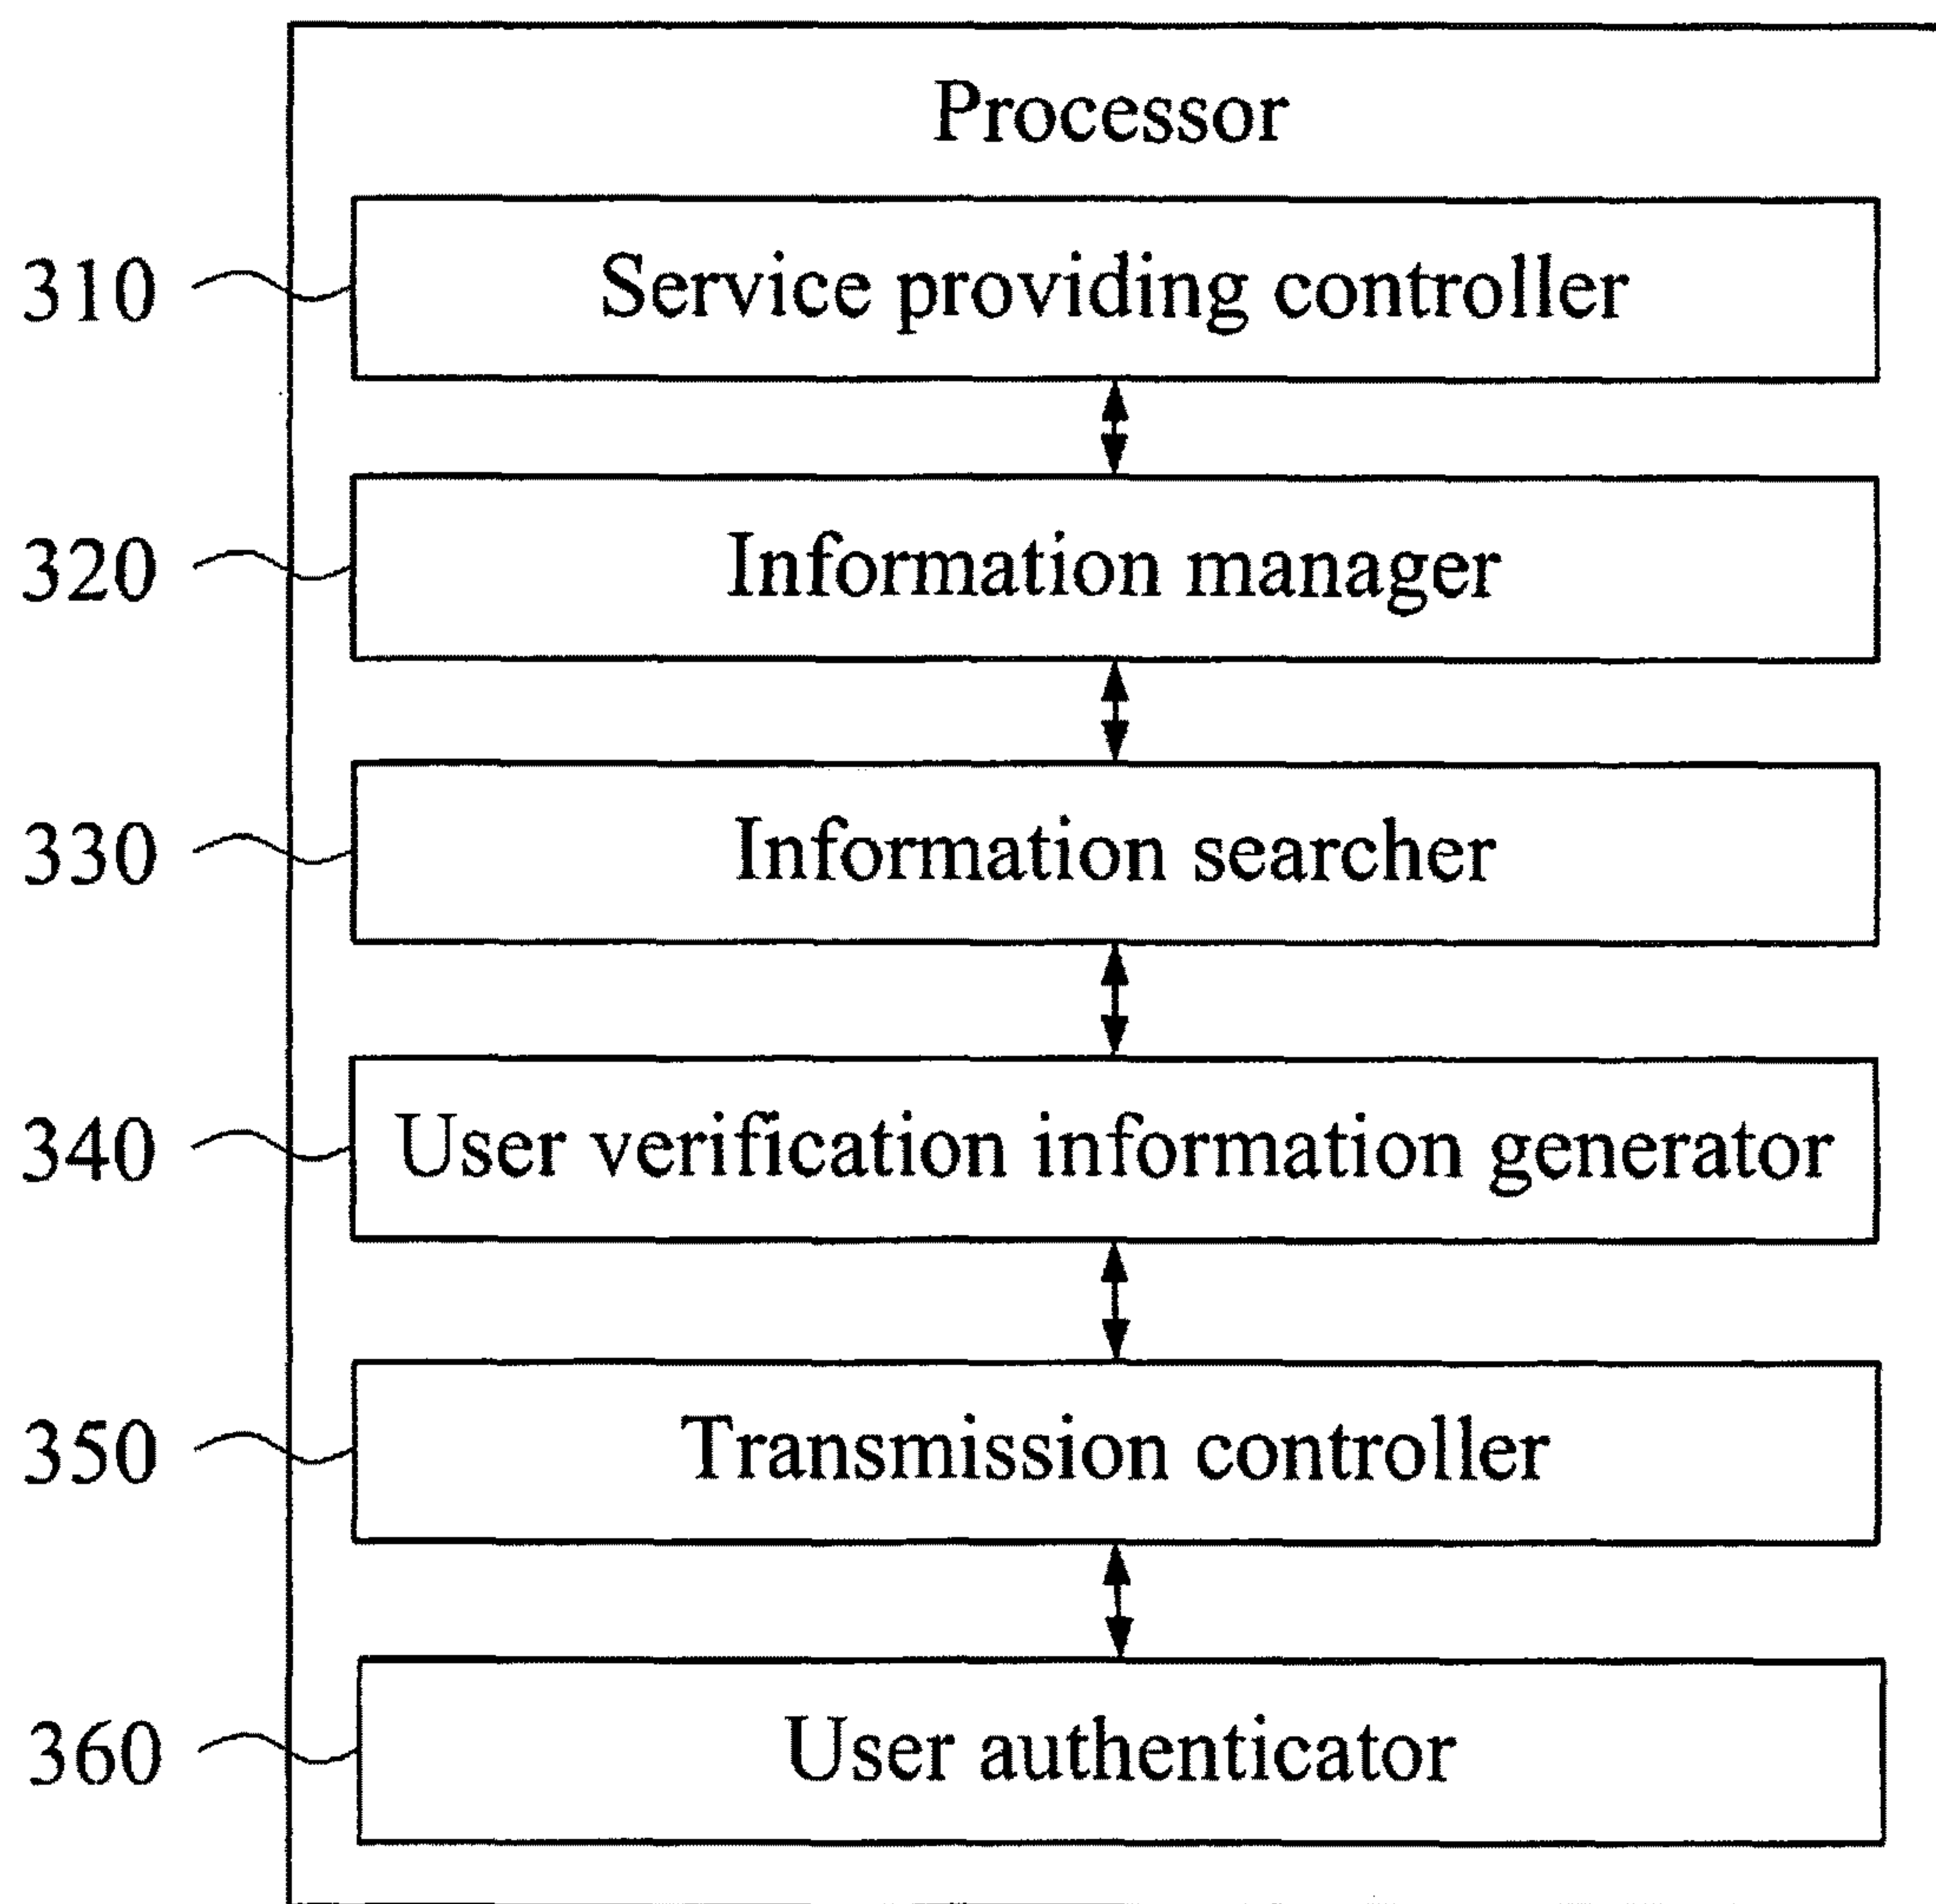 Processor
310 Service providing controller
320 Information manager
330 Information searcher
340 User verification information generator
350 Transmission controller
360 User authenticator